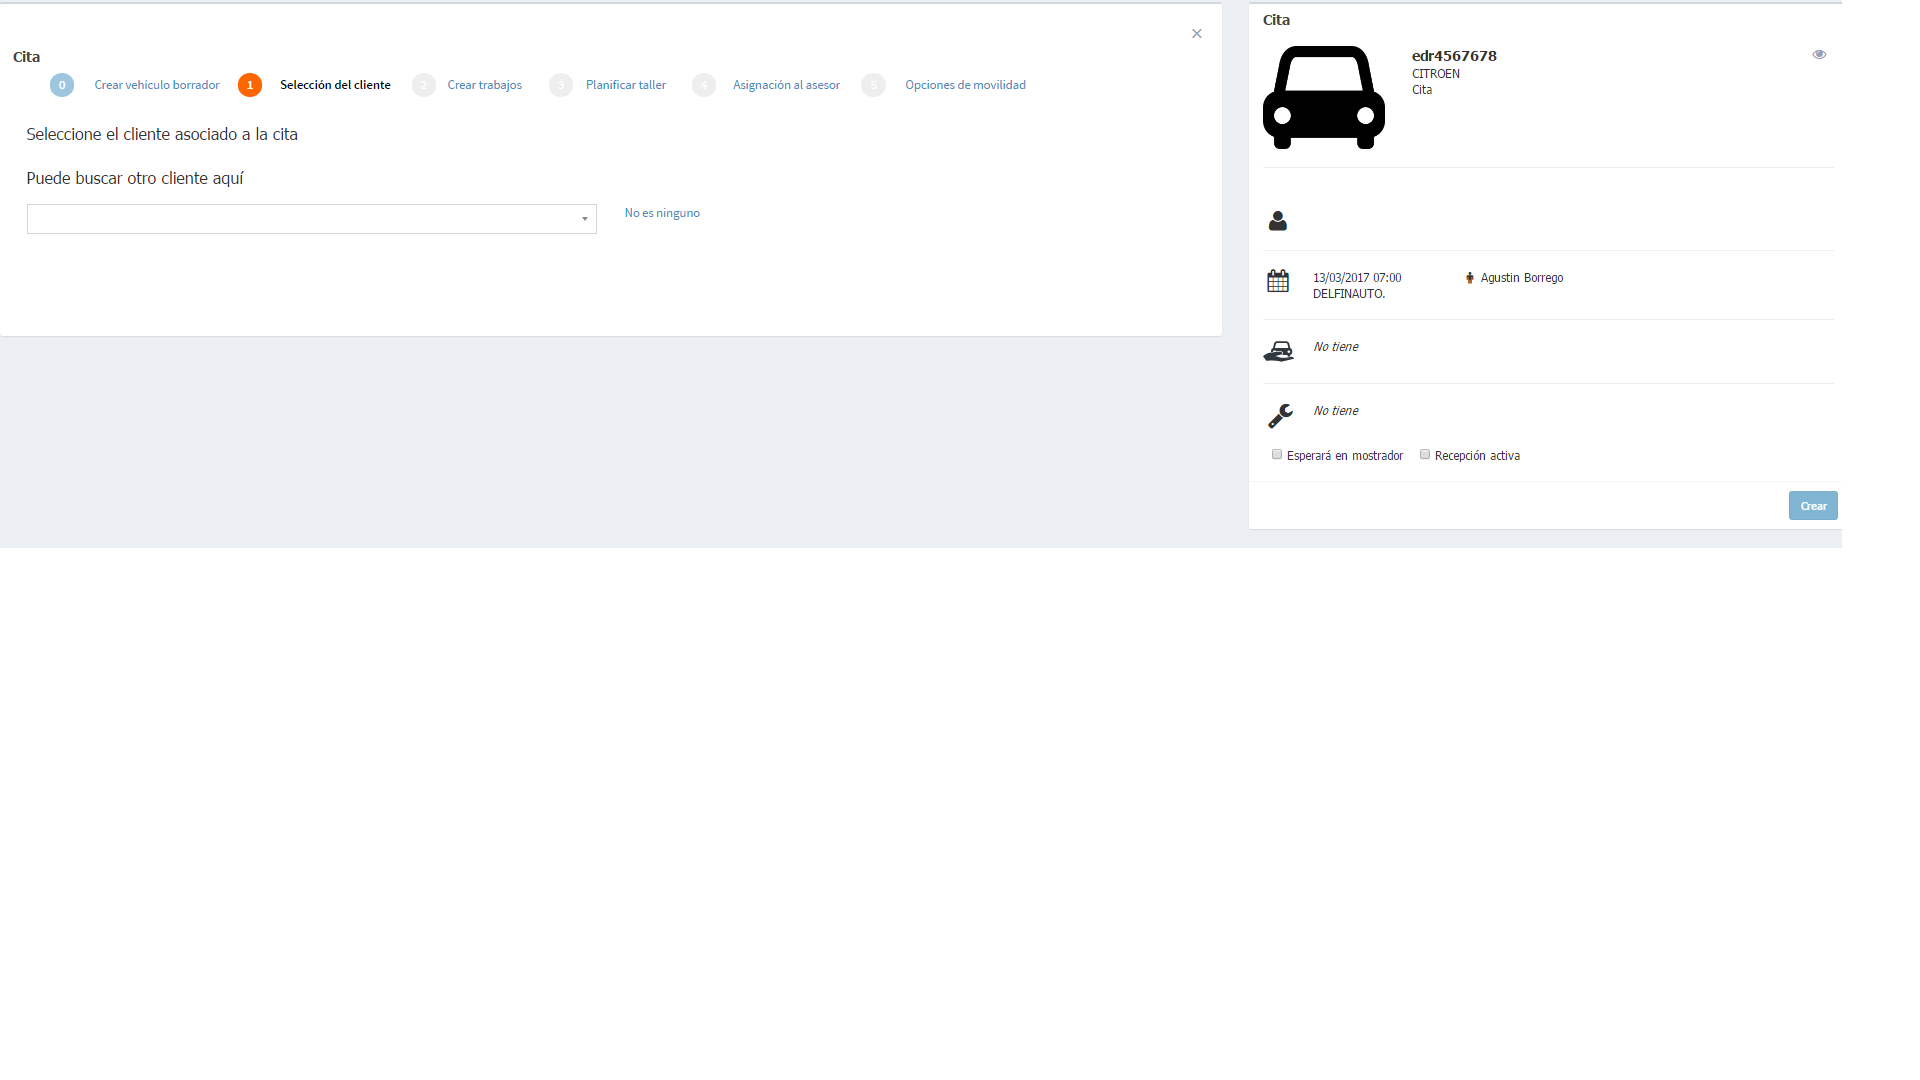 Cita
0 Crear vehículo borrador 1 Selección del cliente 2 Crear trabajos 3 Planificar taller 4 Asignación al asesor 5 Opciones de movilidad
Seleccione el cliente asociado a la cita
Puede buscar otro cliente aquí
No es ninguno
Cita
edr4567678
CITROEN
Cita
13/03/2017 07:00 Agustin Borrego
DELFINAUTO.
No tiene
No tiene
Esperará en mostrador Recepción activa
Crear